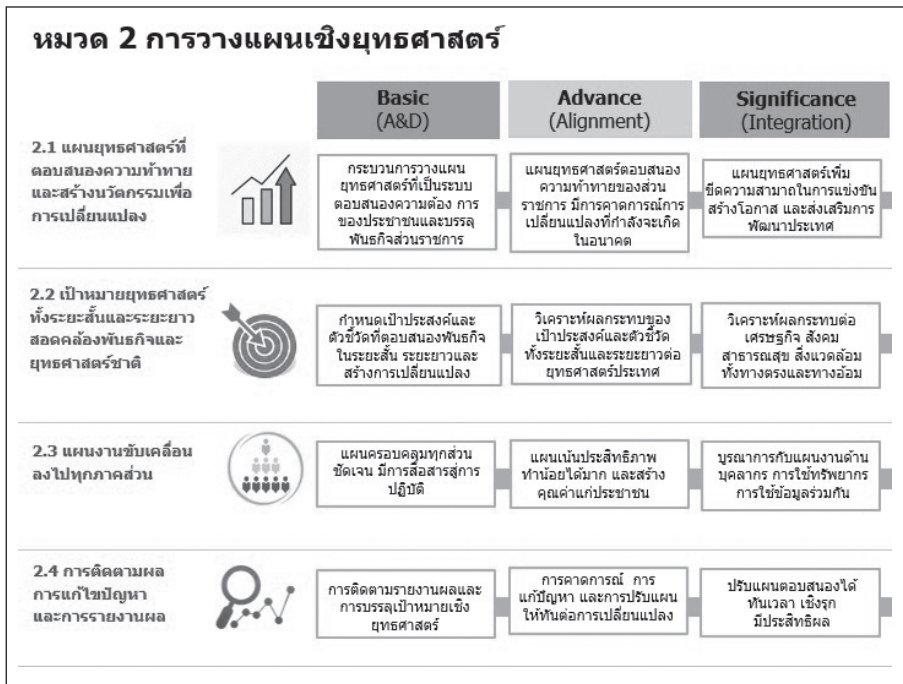 หมวด 2 การวางแผนเชิงยุทธศาสตร์
Basic
(A&D)
Advance
(Alignment)
Significance
(Integration)
2.1 แผนยุทธศาสตร์ที่
ตอบสนองความท้าทาย
และสร้างนวัตกรรมเพื่อ
การเปลี่ยนแปลง
กระบวนการวางแผน
ยุทธศาสตร์ที่เป็นระบบ
ตอบสนองความต้อง การ
ของประชาชนและบรรลุ
พันธกิจส่วนราชการ
แผนยุทธศาสตร์ตอบสนอง
ความท้าทายของส่วน
ราชการ มีการคาดการณ์การ
เปลี่ยนแปลงที่กำลังจะเกิด
ในอนาคต
แผนยุทธศาสตร์เพิ่ม
ขีดความสามาถในการแข่งขัน
สร้างโอกาส และส่งเสริมการ
พัฒนาประเทศ
2.2 เป้าหมายยุทธศาสตร์
ทั้งระยะสั้นและระยะยาว
สอดคล้องพันธกิจและ
ยุทธศาสตร์ชาติ
กำหนดเป้าประสงค์และ
ตัวชี้วัดที่ตอบสนองพันธกิจ
ในระยะสั้น ระยะยาวและ
สร้างการเปลี่ยนแปลง
วิเคราะห์ผลกระทบของ
เป้าประสงค์และตัวชี้วัด
ทั้งระยะสั้นและระยะยาวต่อ
ยุทธศาสตร์ประเทศ
วิเคราะห์ผลกระทบต่อ
เศรษฐกิจ สังคม
สาธารณสุข สิ่งแวดล้อม
ทั้งทางตรงและทางอ้อม
2.3 แผนงานขับเคลื่อน
ลงไปทุกภาคส่วน
แผนครอบคลุมทุกส่วน
ชัดเจน มีการสื่อสารสู่การ
ปฏิบัติ
แผนเน้นประสิทธิภาพ
ทำน้อยได้มาก และสร้าง
คุณค่าแก่ประชาชน
บูรณาการกับแผนงานด้าน
บุคลากร การใช้ทรัพยากร
การใช้ข้อมูลร่วมกัน
2.4 การติดตามผล
การแก้ไขปัญหา
และการรายงานผล
การติดตามรายงานผลและ
การบรรลุเป้าหมายเชิง
ยุทธศาสตร์
การคาดการณ์ การ
แก้ปัญหา และการปรับแผน
ให้ทันต่อการเปลี่ยนแปลง
ปรับแผนตอบสนองได้
ทันเวลา เชิงรุก
มีประสิทธิผล